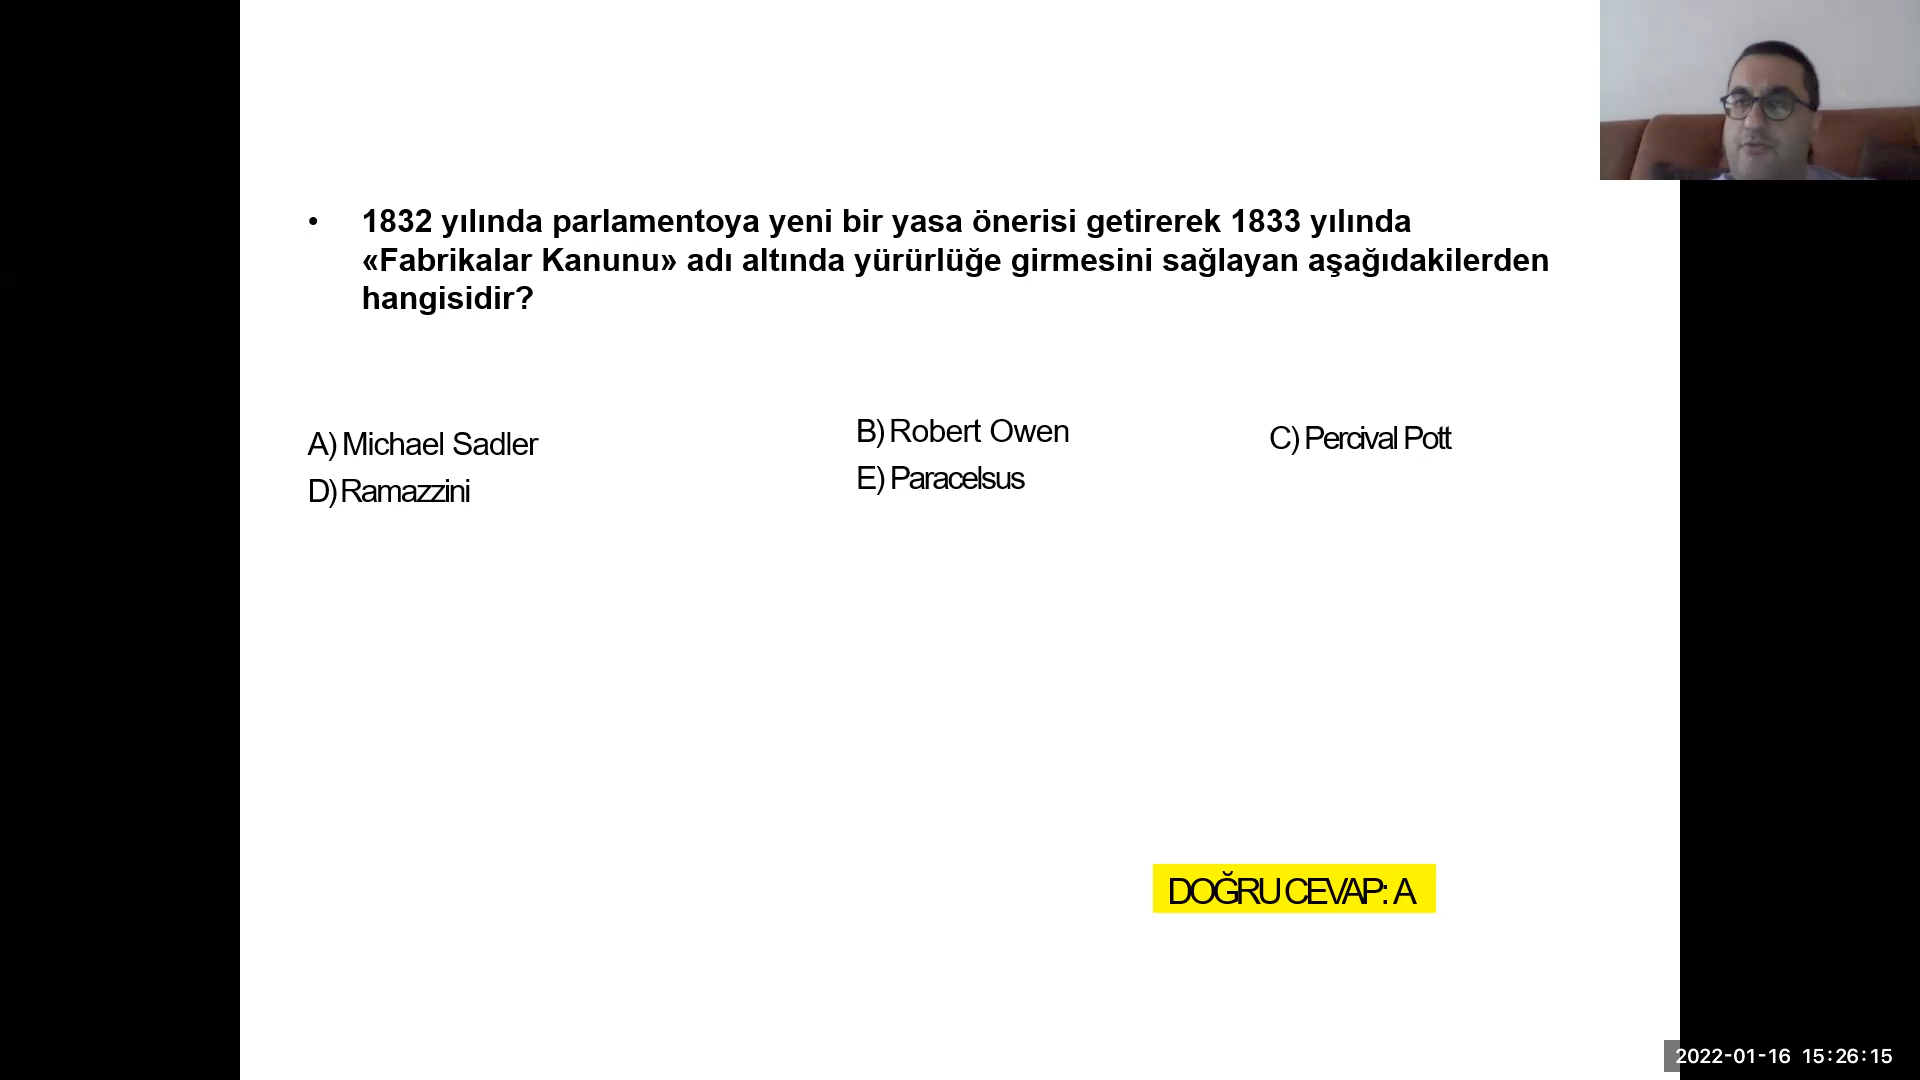 • 1832 yılında parlamentoya yeni bir yasa önerisi getirerek 1833 yılında
«Fabrikalar Kanunu» adı altında yürürlüğe girmesini sağlayan aşağıdakilerden
hangisidir?
A) Michael Sadler B) Robert Owen C) Percival Pott
D) Ramazzini E) Paracelsus
DOĞRU CEVAP: A
2022-01-16 15:26:15